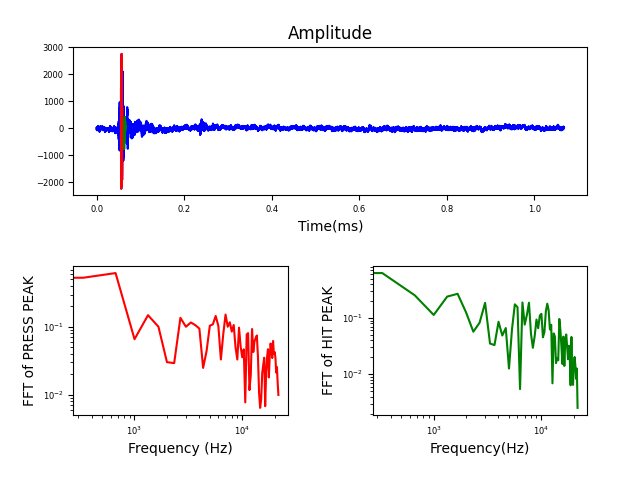 Amplitude
3000
2000
1000
0
−1000
−2000
0.0 0.2 0.4 0.6 0.8 1.0
Time(ms)
FFT of PRESS PEAK
10⁻¹
10⁻²
10³ 10⁴
Frequency (Hz)
FFT of HIT PEAK
10⁻¹
10⁻²
10³ 10⁴
Frequency(Hz)